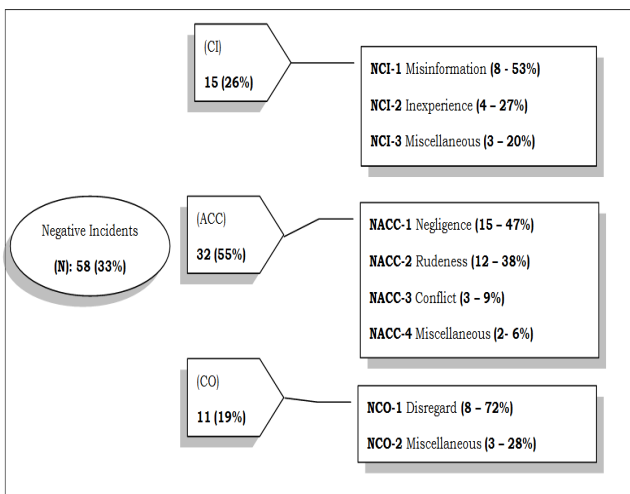 (CI)
15 (26%)
NCI-1 Misinformation (8 - 53%)
NCI-2 Inexperience (4 – 27%)
NCI-3 Miscellaneous (3 – 20%)
Negative Incidents
(N): 58 (33%)
(ACC)
32 (55%)
NACC-1 Negligence (15 – 47%)
NACC-2 Rudeness (12 – 38%)
NACC-3 Conflict (3 – 9%)
NACC-4 Miscellaneous (2- 6%)
(CO)
11 (19%)
NCO-1 Disregard (8 – 72%)
NCO-2 Miscellaneous (3 – 28%)